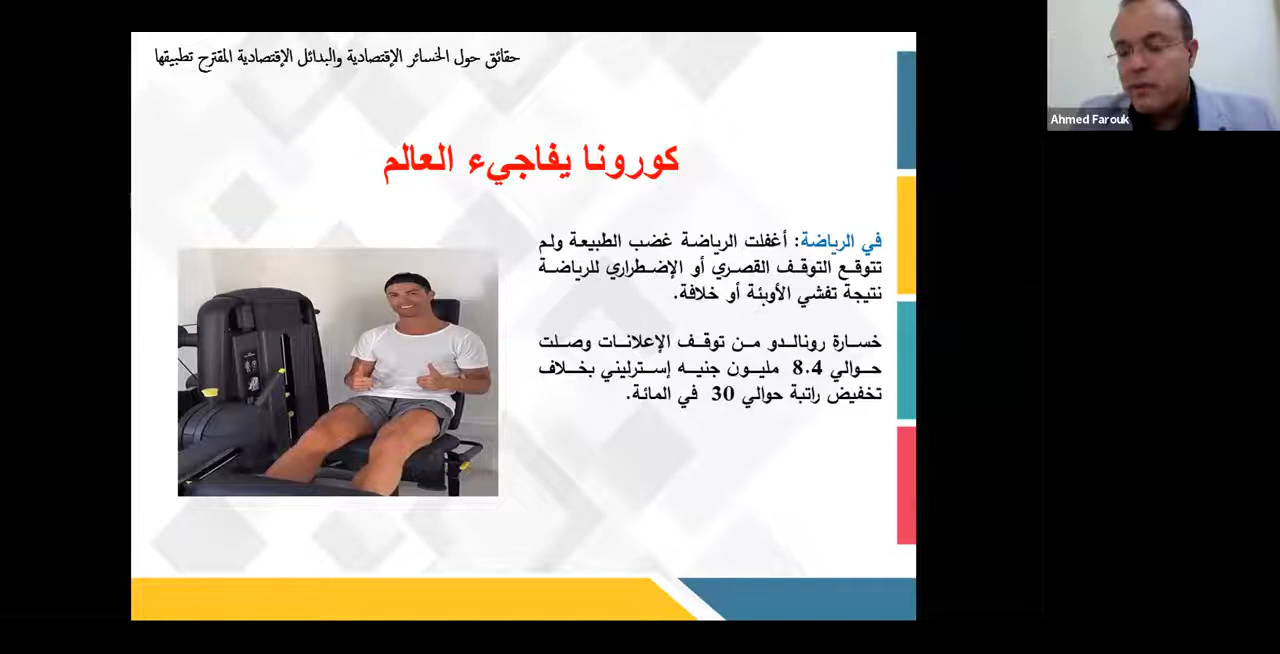 حقائق حول الخسائر الإقتصادية والبدائل الإقتصادية المقترح تطبيقها
Ahmed Farouk
كورونا يفاجيء العالم
في الرياضة: أغفلت الرياضة غضب الطبيعة ولم
تتوقع التوقف القصري أو الإضطراري للرياضة
نتيجة تفشي الأوبئة أو خلافة.
خسارة رونالدو من توقف الإعلانات وصلت
حوالي 8.4 مليون جنيه إسترليني بخلاف
تخفيض راتبة حوالي 30 في المائة.